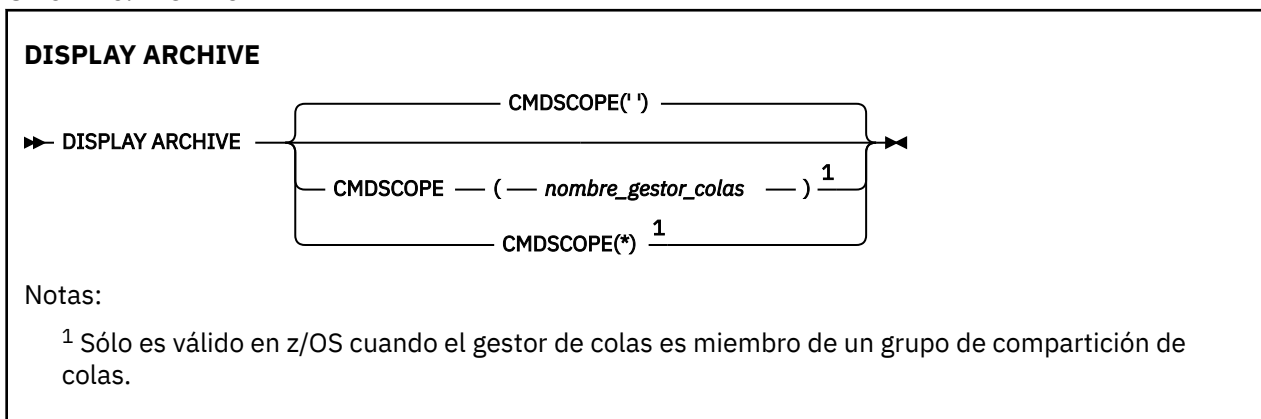 DISPLAY ARCHIVE
CMDSCOPE(' ')
DISPLAY ARCHIVE
CMDSCOPE ( nombre_gestor_colas ) 1
CMDSCOPE(*) 1
Notas:
1 Sólo es válido en z/OS cuando el gestor de colas es miembro de un grupo de compartición de
colas.